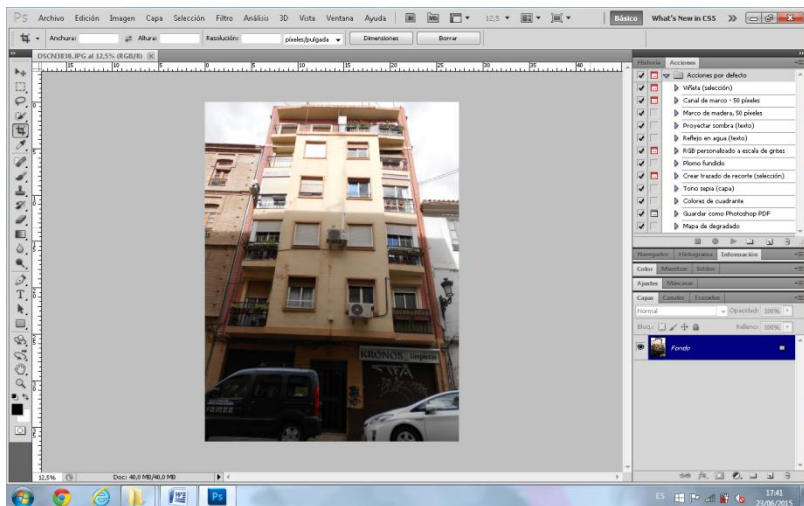 Ps Archivo Edición Imagen Capa Selección Filtro Análisis 3D Vista Ventana Ayuda Br Mb 12,5 Básico What's New in CS5
Anchura: Altura: Resolución: píxeles/pulgada Dimensiones Borrar
DSCN3830.JPG al 12,5% (RGB/8)
Historia Acciones
Acciones por defecto
Viñeta (selección)
Canal de marco - 50 píxeles
Marco de madera, 50 píxeles
Proyectar sombra (texto)
Reflejo en agua (texto)
RGB personalizado a escala de grises
Plomo fundido
Crear trazado de recorte (selección)
Tono sepia (capa)
Colores de cuadrante
Guardar como Photoshop PDF
Mapa de degradado
Navegador Histograma Información
Color Muestras Estilos
Ajustes Máscaras
Capas Canales Trazados
Normal Opacidad: 100%
Bloq.: Relleno: 100%
Fondo
KRONOS Limpiezas
12,5% Doc: 40,0 MB/40,0 MB
Ps ES 17:41
23/06/2015